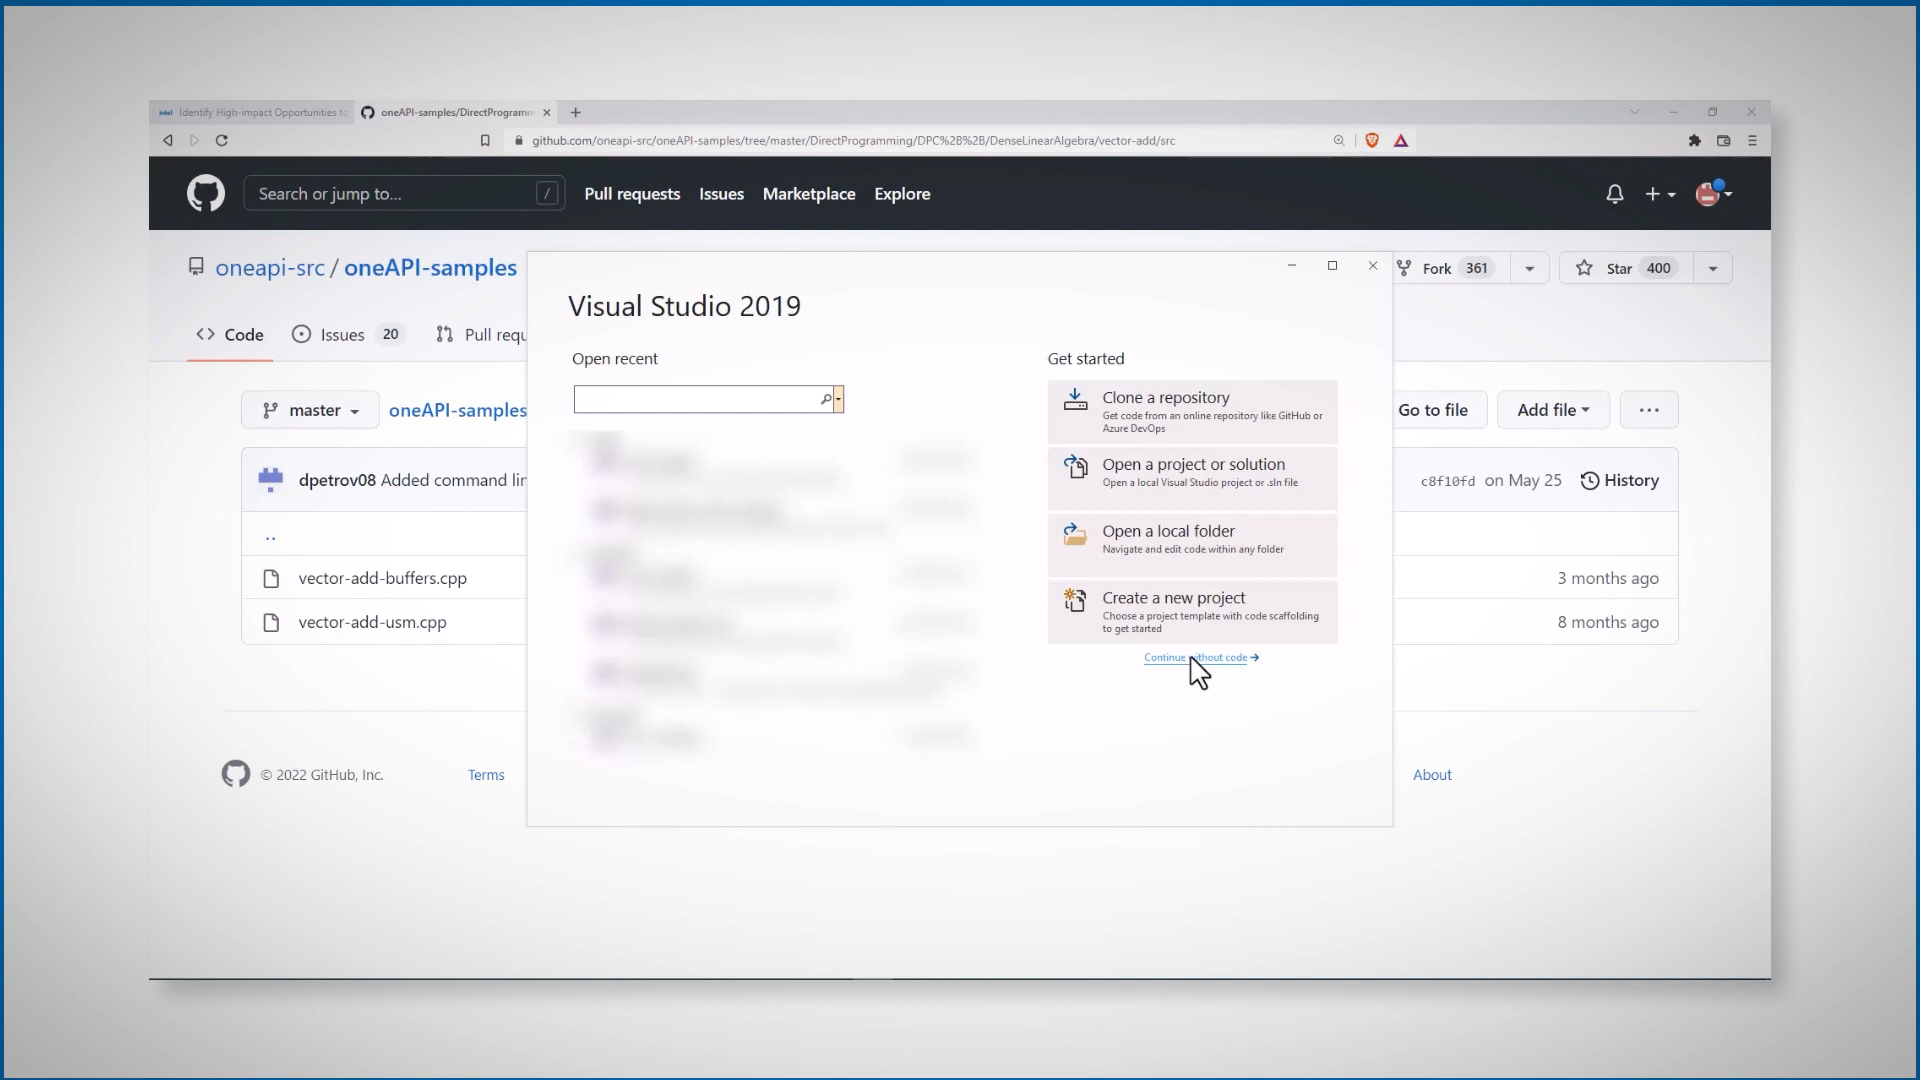 intel Identify High-impact Opportunities to
oneAPI-samples/DirectProgramm
github.com/oneapi-src/oneAPI-samples/tree/master/DirectProgramming/DPC%2B%2B/DenseLinearAlgebra/vector-add/src
Search or jump to...
/
Pull requests
Issues
Marketplace
Explore
oneapi-src / oneAPI-samples
Fork 361
Star 400
Code
Issues 20
Pull requ
master
oneAPI-samples
Go to file
Add file
dpetrov08 Added command lin
c8f10fd on May 25
History
..
vector-add-buffers.cpp
3 months ago
vector-add-usm.cpp
8 months ago
© 2022 GitHub, Inc.
Terms
About
Visual Studio 2019
Open recent
Get started
Clone a repository
Get code from an online repository like GitHub or
Azure DevOps
Open a project or solution
Open a local Visual Studio project or .sln file
Open a local folder
Navigate and edit code within any folder
Create a new project
Choose a project template with code scaffolding
to get started
Continue without code